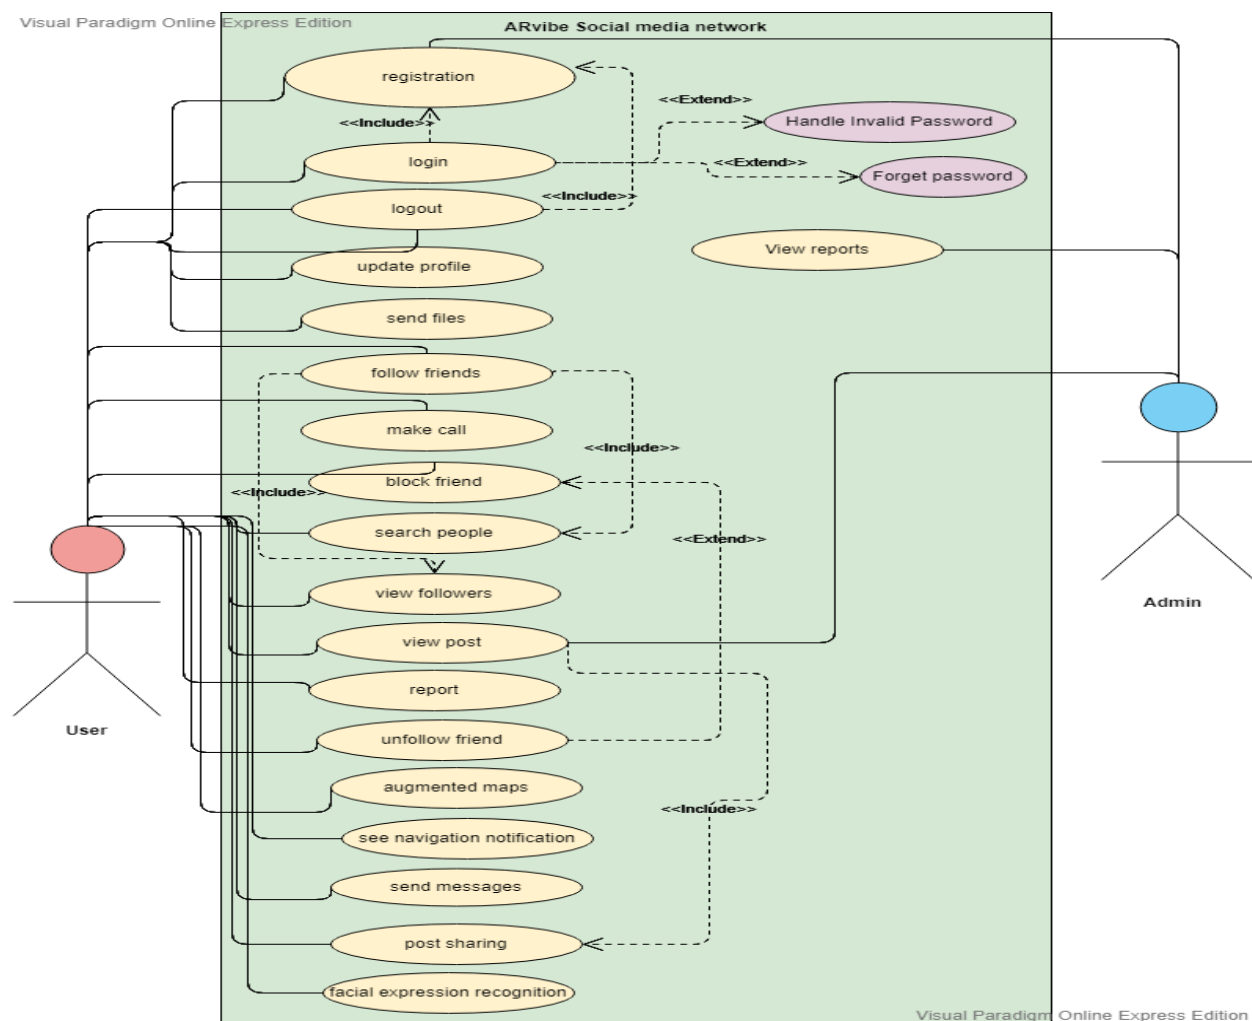 Visual Paradigm Online Express Edition
ARvibe Social media network
registration
<<Extend>>
Handle Invalid Password
<<Include>>
login
<<Extend>>
Forget password
<<Include>>
logout
View reports
update profile
send files
follow friends
make call
<<Include>>
block friend
<<Include>>
search people
<<Extend>>
view followers
Admin
view post
report
User
unfollow friend
augmented maps
<<Include>>
see navigation notification
send messages
post sharing
facial expression recognition
Visual Paradigm Online Express Edition